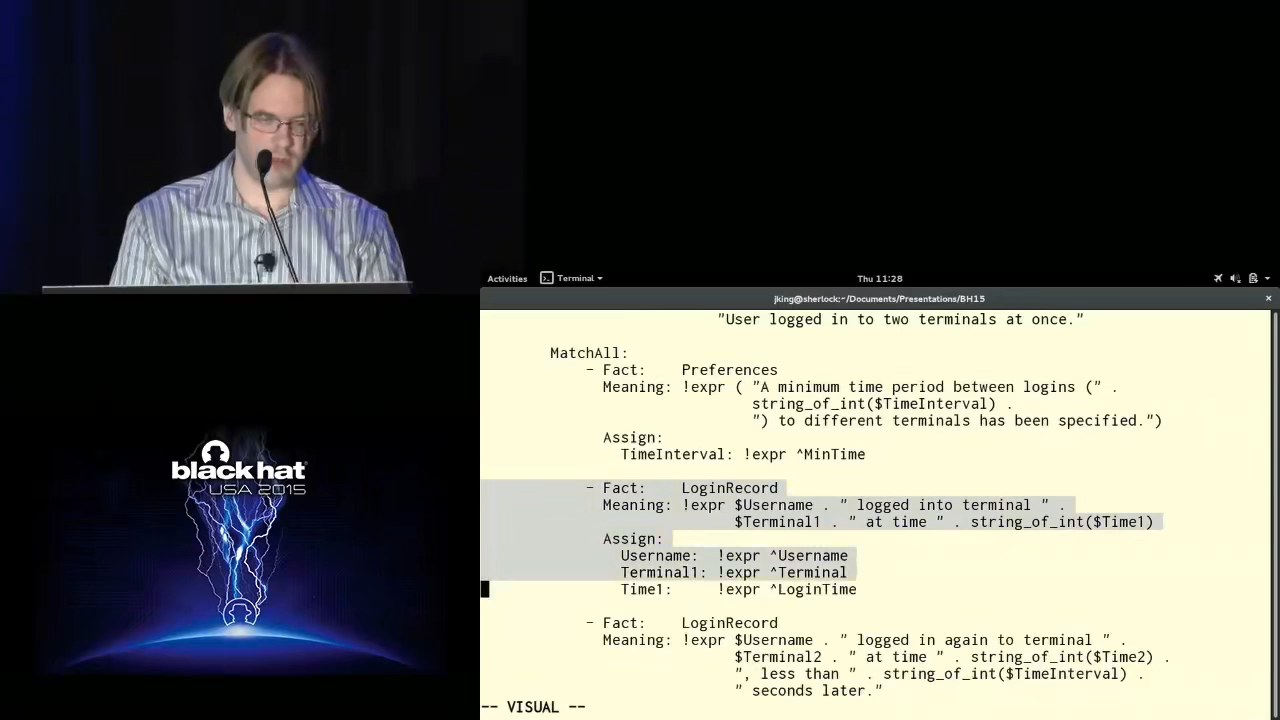 Activities Terminal Thu 11:28
jking@sherlock:~/Documents/Presentations/BH15 ×
"User logged in to two terminals at once."
MatchAll:
- Fact: Preferences
Meaning: !expr ( "A minimum time period between logins (" .
string_of_int($TimeInterval) .
") to different terminals has been specified.")
Assign:
TimeInterval: !expr ^MinTime
- Fact: LoginRecord
Meaning: !expr $Username . " logged into terminal " .
$Terminal1 . " at time " . string_of_int($Time1)
Assign:
Username: !expr ^Username
Terminal1: !expr ^Terminal
Time1: !expr ^LoginTime
- Fact: LoginRecord
Meaning: !expr $Username . " logged in again to terminal " .
$Terminal2 . " at time " . string_of_int($Time2) .
", less than " . string_of_int($TimeInterval) .
" seconds later."
-- VISUAL --
black hat
USA 2015